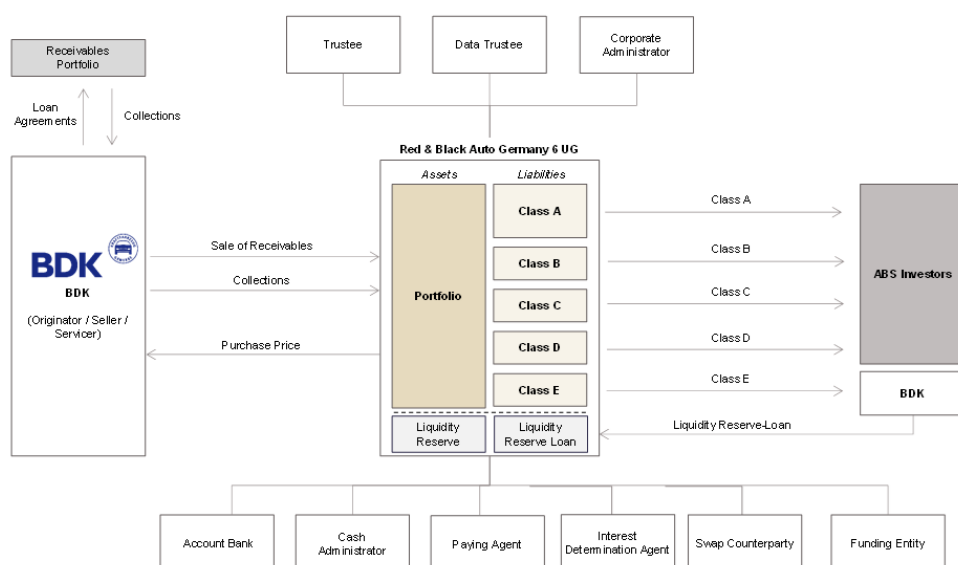 Trustee
Data Trustee
Corporate
Administrator
Receivables
Portfolio
Loan
Agreements
Collections
Red & Black Auto Germany 6 UG
Assets
Liabilities
Portfolio
Class A
Class B
Class C
Class D
Class E
Liquidity
Reserve
Liquidity
Reserve Loan
BDK
BDK
(Originator / Seller /
Servicer)
Sale of Receivables
Collections
Purchase Price
Class A
Class B
Class C
Class D
Class E
ABS Investors
BDK
Liquidity Reserve-Loan
Account Bank
Cash
Administrator
Paying Agent
Interest
Determination Agent
Swap Counterparty
Funding Entity